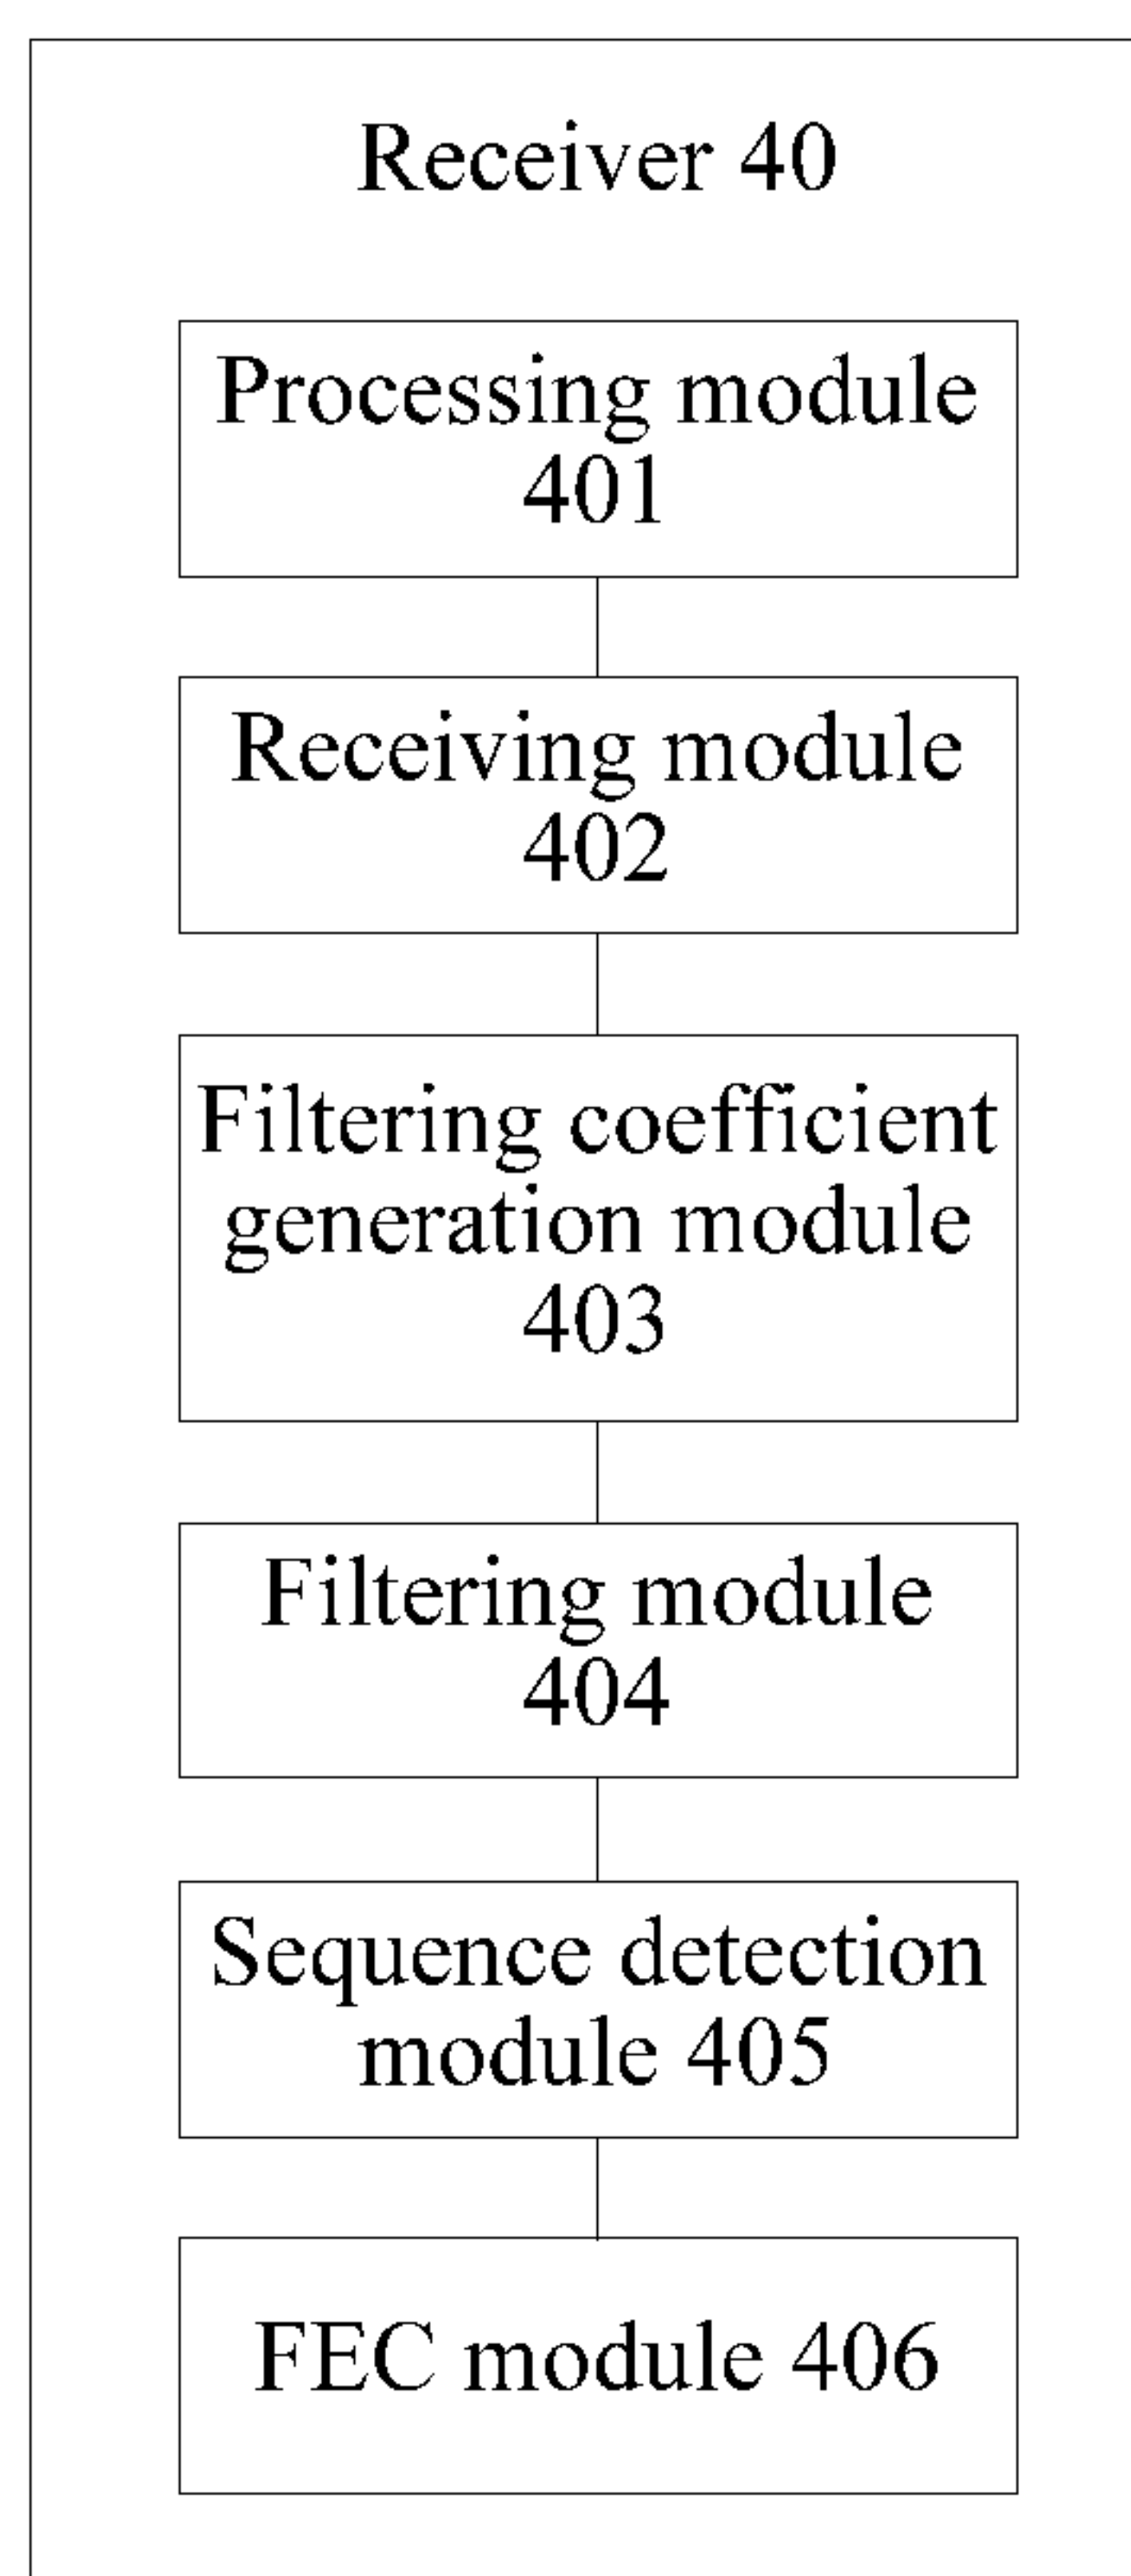 Receiver 40
Processing module
401
Receiving module
402
Filtering coefficient
generation module
403
Filtering module
404
Sequence detection
module 405
FEC module 406